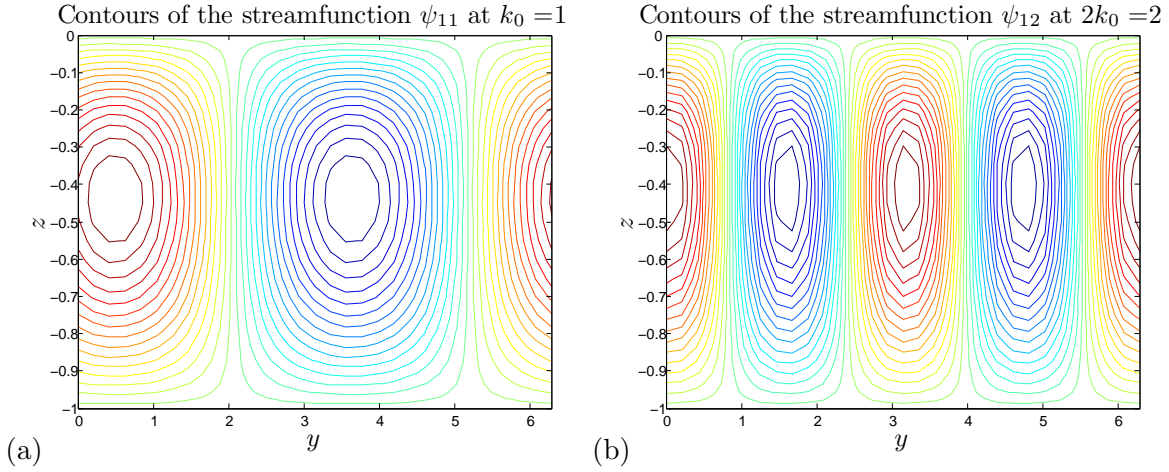 Contours of the streamfunction ψ₁₁ at k₀ =1
0
−0.1
−0.2
−0.3
−0.4
−0.5
−0.6
−0.7
−0.8
−0.9
−1
z
0 1 2 3 4 5 6
y
(a)
Contours of the streamfunction ψ₁₂ at 2k₀ =2
0
−0.1
−0.2
−0.3
−0.4
−0.5
−0.6
−0.7
−0.8
−0.9
−1
z
0 1 2 3 4 5 6
y
(b)